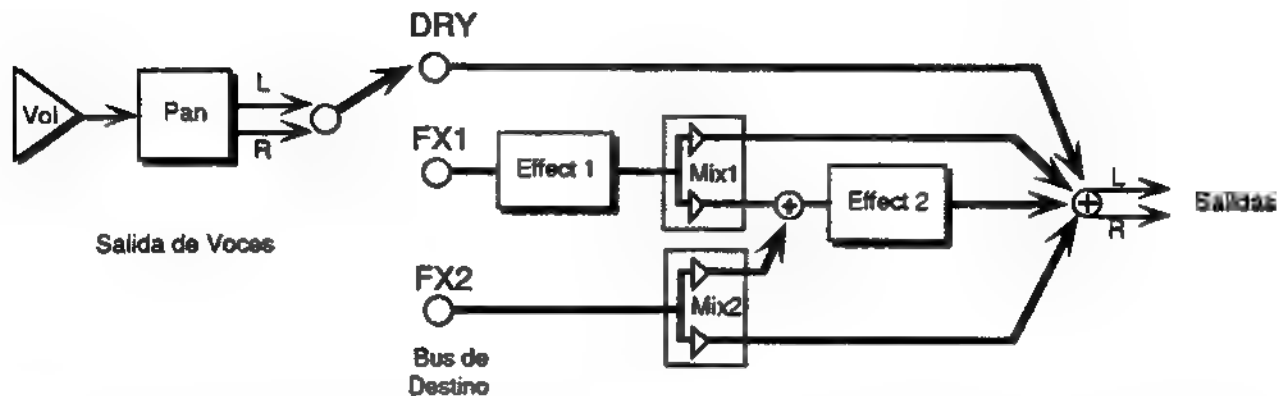 DRY
Vol
Pan
L
R
FX1
Effect 1
Mix1
Effect 2
L
R
Salidas
Salida de Voces
FX2
Mix2
Bus de
Destino